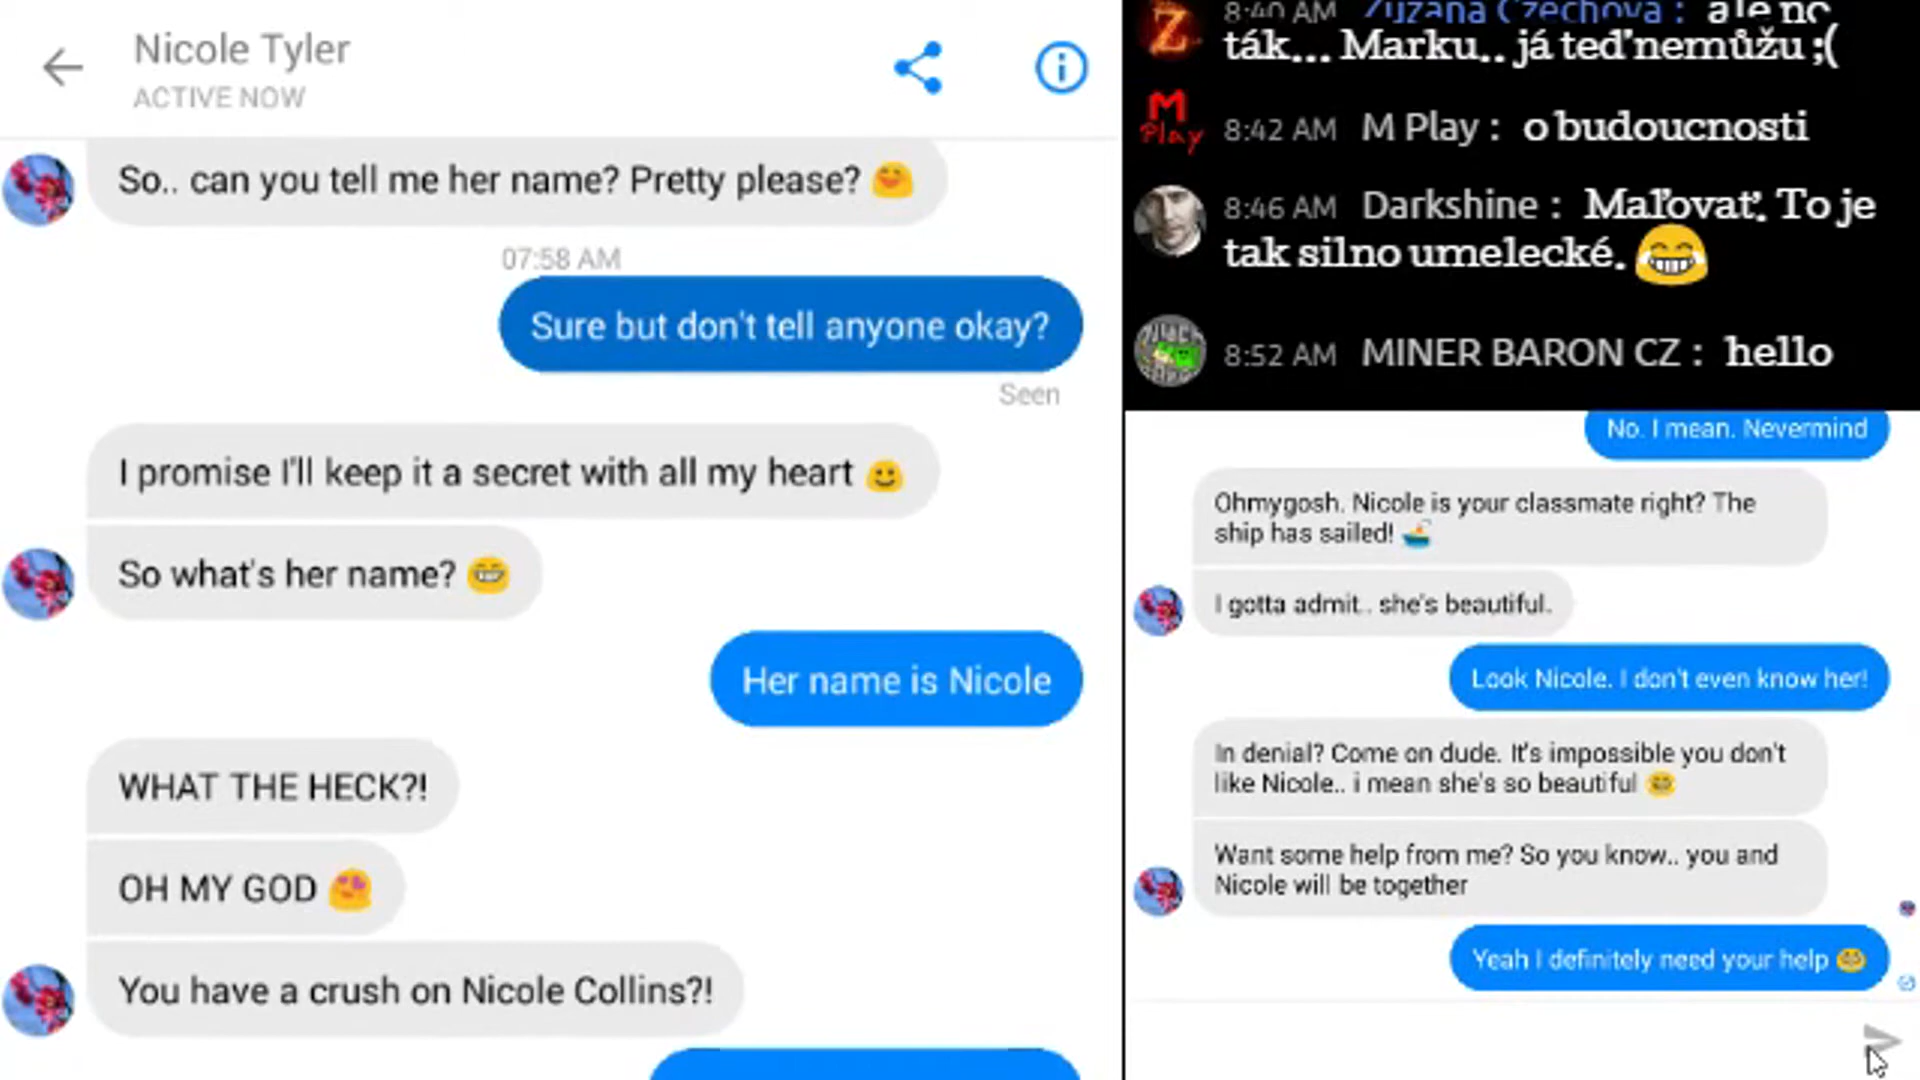 Nicole Tyler
ACTIVE NOW
So.. can you tell me her name? Pretty please?
07:58 AM
Sure but don't tell anyone okay?
Seen
I promise I'll keep it a secret with all my heart
So what's her name?
Her name is Nicole
WHAT THE HECK?!
OH MY GOD
You have a crush on Nicole Collins?!
8:40 AM Zuzana Czechova : ale no
ták... Marku.. já teď nemůžu ;(
M Play
8:42 AM M Play : o budoucnosti
8:46 AM Darkshine : Maľovať. To je
tak silno umelecké.
8:52 AM MINER BARON CZ : hello
No. I mean. Nevermind
Ohmygosh. Nicole is your classmate right? The
ship has sailed!
I gotta admit.. she's beautiful.
Look Nicole. I don't even know her!
In denial? Come on dude. It's impossible you don't
like Nicole.. i mean she's so beautiful
Want some help from me? So you know.. you and
Nicole will be together
Yeah I definitely need your help